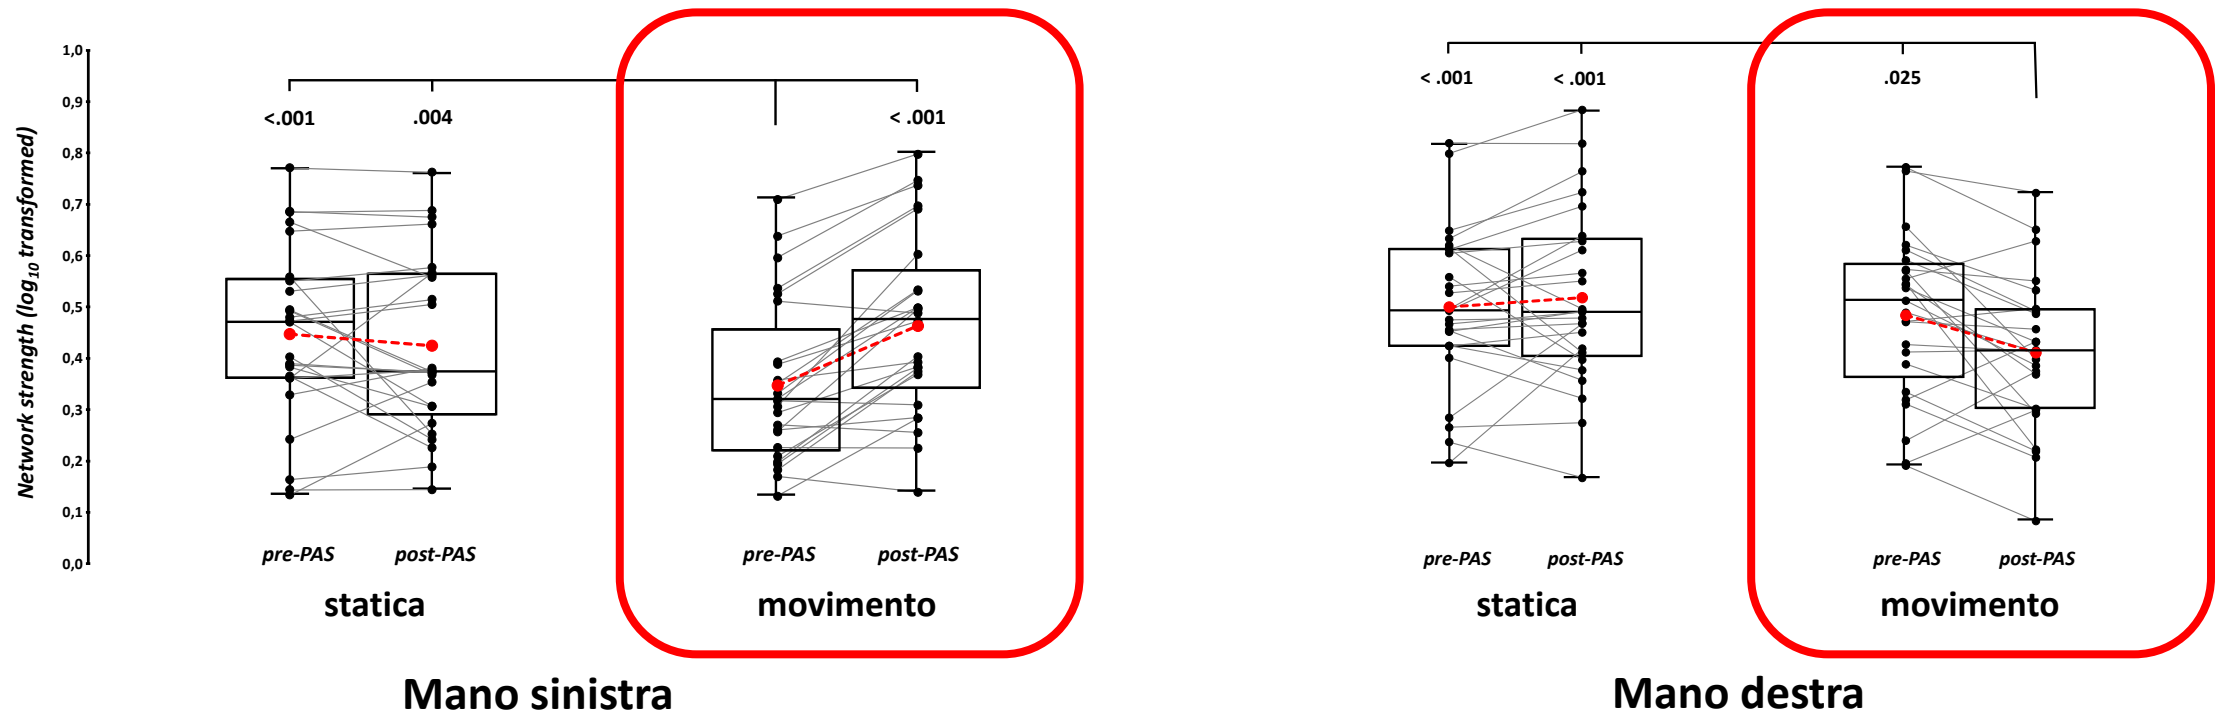 Network strength (log10 transformed)
1,0
0,9
0,8
0,7
0,6
0,5
0,4
0,3
0,2
0,1
0,0
<.001
.004
< .001
pre-PAS
post-PAS
pre-PAS
post-PAS
statica
movimento
Mano sinistra
< .001
< .001
.025
pre-PAS
post-PAS
pre-PAS
post-PAS
statica
movimento
Mano destra